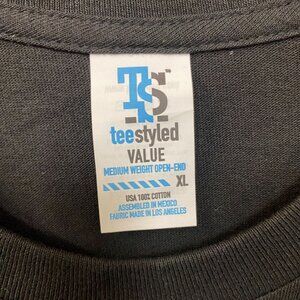 TS
teestyled
VALUE
MEDIUM WEIGHT OPEN-END
XL
USA 100% COTTON
ASSEMBLED IN MEXICO
FABRIC MADE IN LOS ANGELES